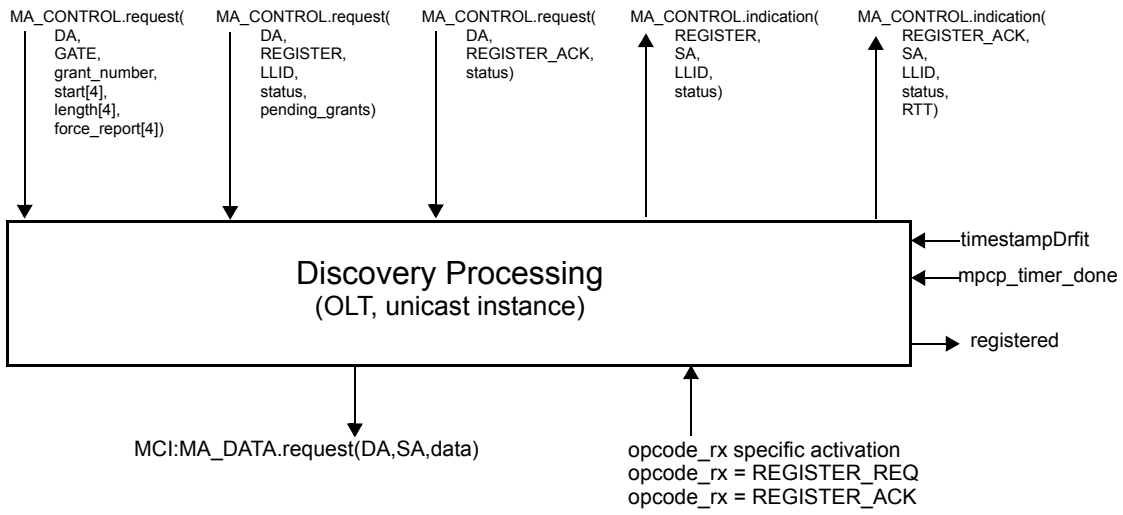 MA_CONTROL.request(
DA,
GATE,
grant_number,
start[4],
length[4],
force_report[4])
MA_CONTROL.request(
DA,
REGISTER,
LLID,
status,
pending_grants)
MA_CONTROL.request(
DA,
REGISTER_ACK,
status)
MA_CONTROL.indication(
REGISTER,
SA,
LLID,
status)
MA_CONTROL.indication(
REGISTER_ACK,
SA,
LLID,
status,
RTT)
timestampDrfit
Discovery Processing
mpcp_timer_done
(OLT, unicast instance)
registered
MCI:MA_DATA.request(DA,SA,data)
opcode_rx specific activation
opcode_rx = REGISTER_REQ
opcode_rx = REGISTER_ACK